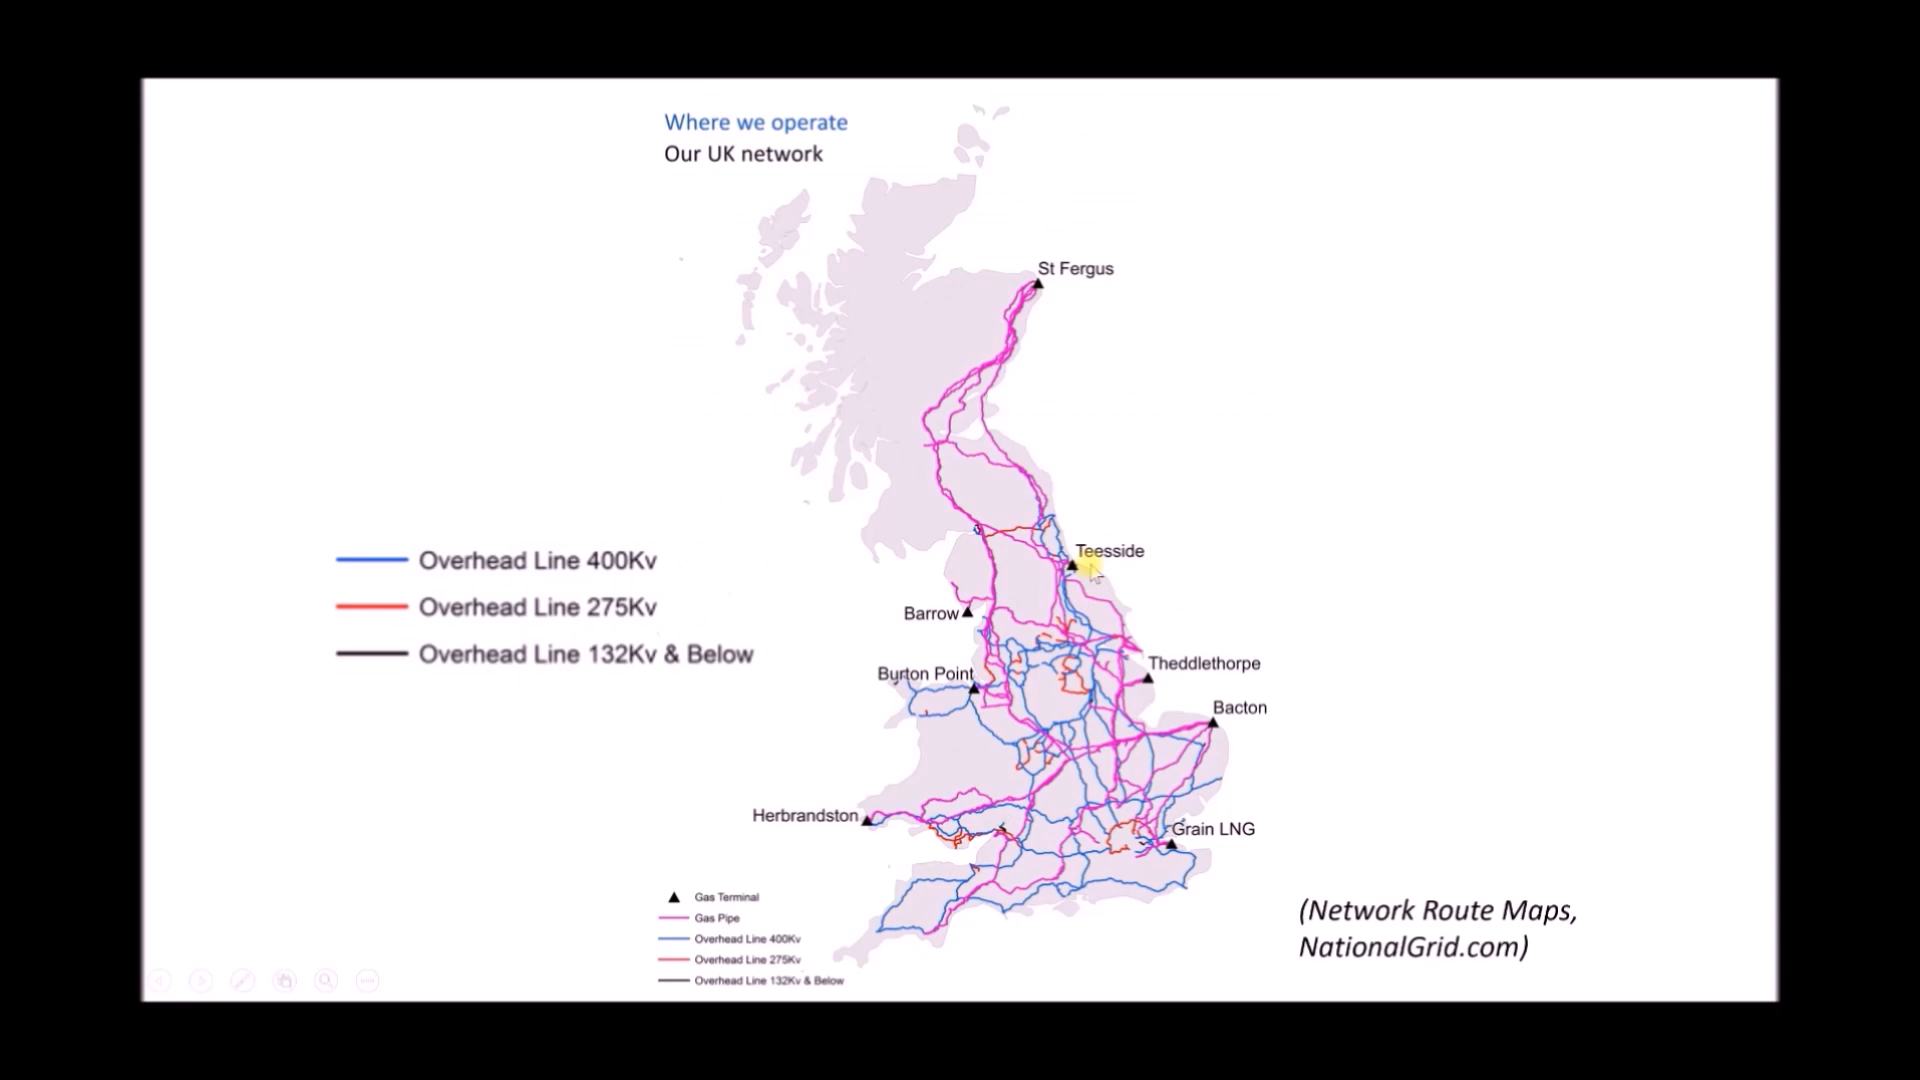 Where we operate
Our UK network
St Fergus
Overhead Line 400Kv
Overhead Line 275Kv
Overhead Line 132Kv & Below
Teesside
Barrow
Burton Point
Theddlethorpe
Bacton
Herbrandston
Grain LNG
Gas Terminal
Gas Pipe
Overhead Line 400Kv
Overhead Line 275Kv
Overhead Line 132Kv & Below
(Network Route Maps,
NationalGrid.com)